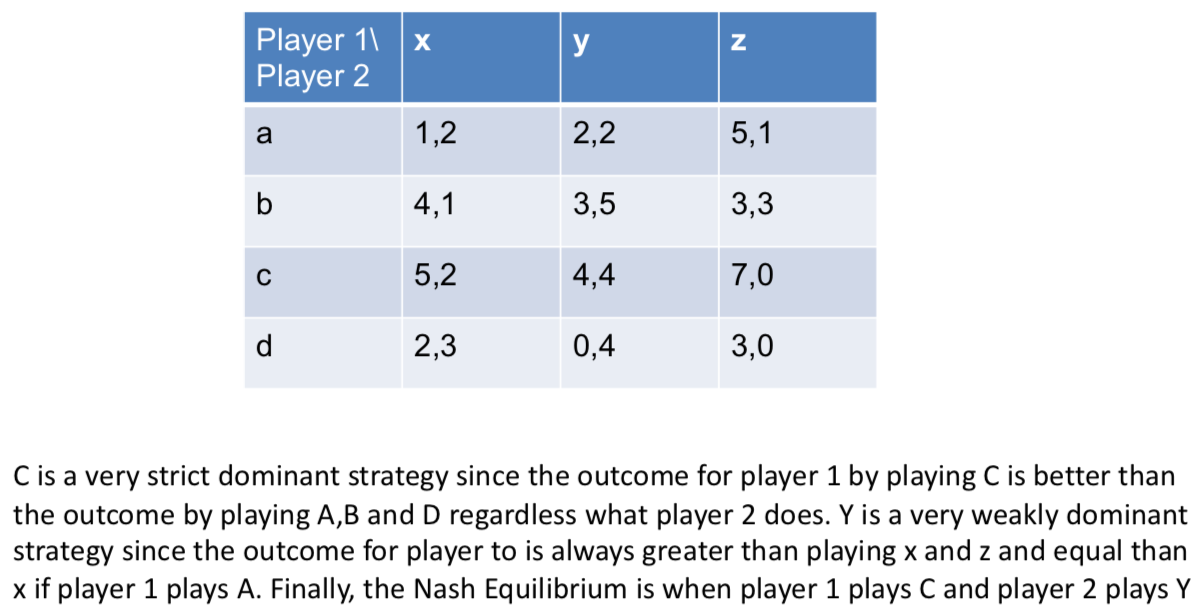 Player 1\ x y z
Player 2
a 1,2 2,2 5,1
b 4,1 3,5 3,3
c 5,2 4,4 7,0
d 2,3 0,4 3,0
C is a very strict dominant strategy since the outcome for player 1 by playing C is better than
the outcome by playing A,B and D regardless what player 2 does. Y is a very weakly dominant
strategy since the outcome for player to is always greater than playing x and z and equal than
x if player 1 plays A. Finally, the Nash Equilibrium is when player 1 plays C and player 2 plays Y